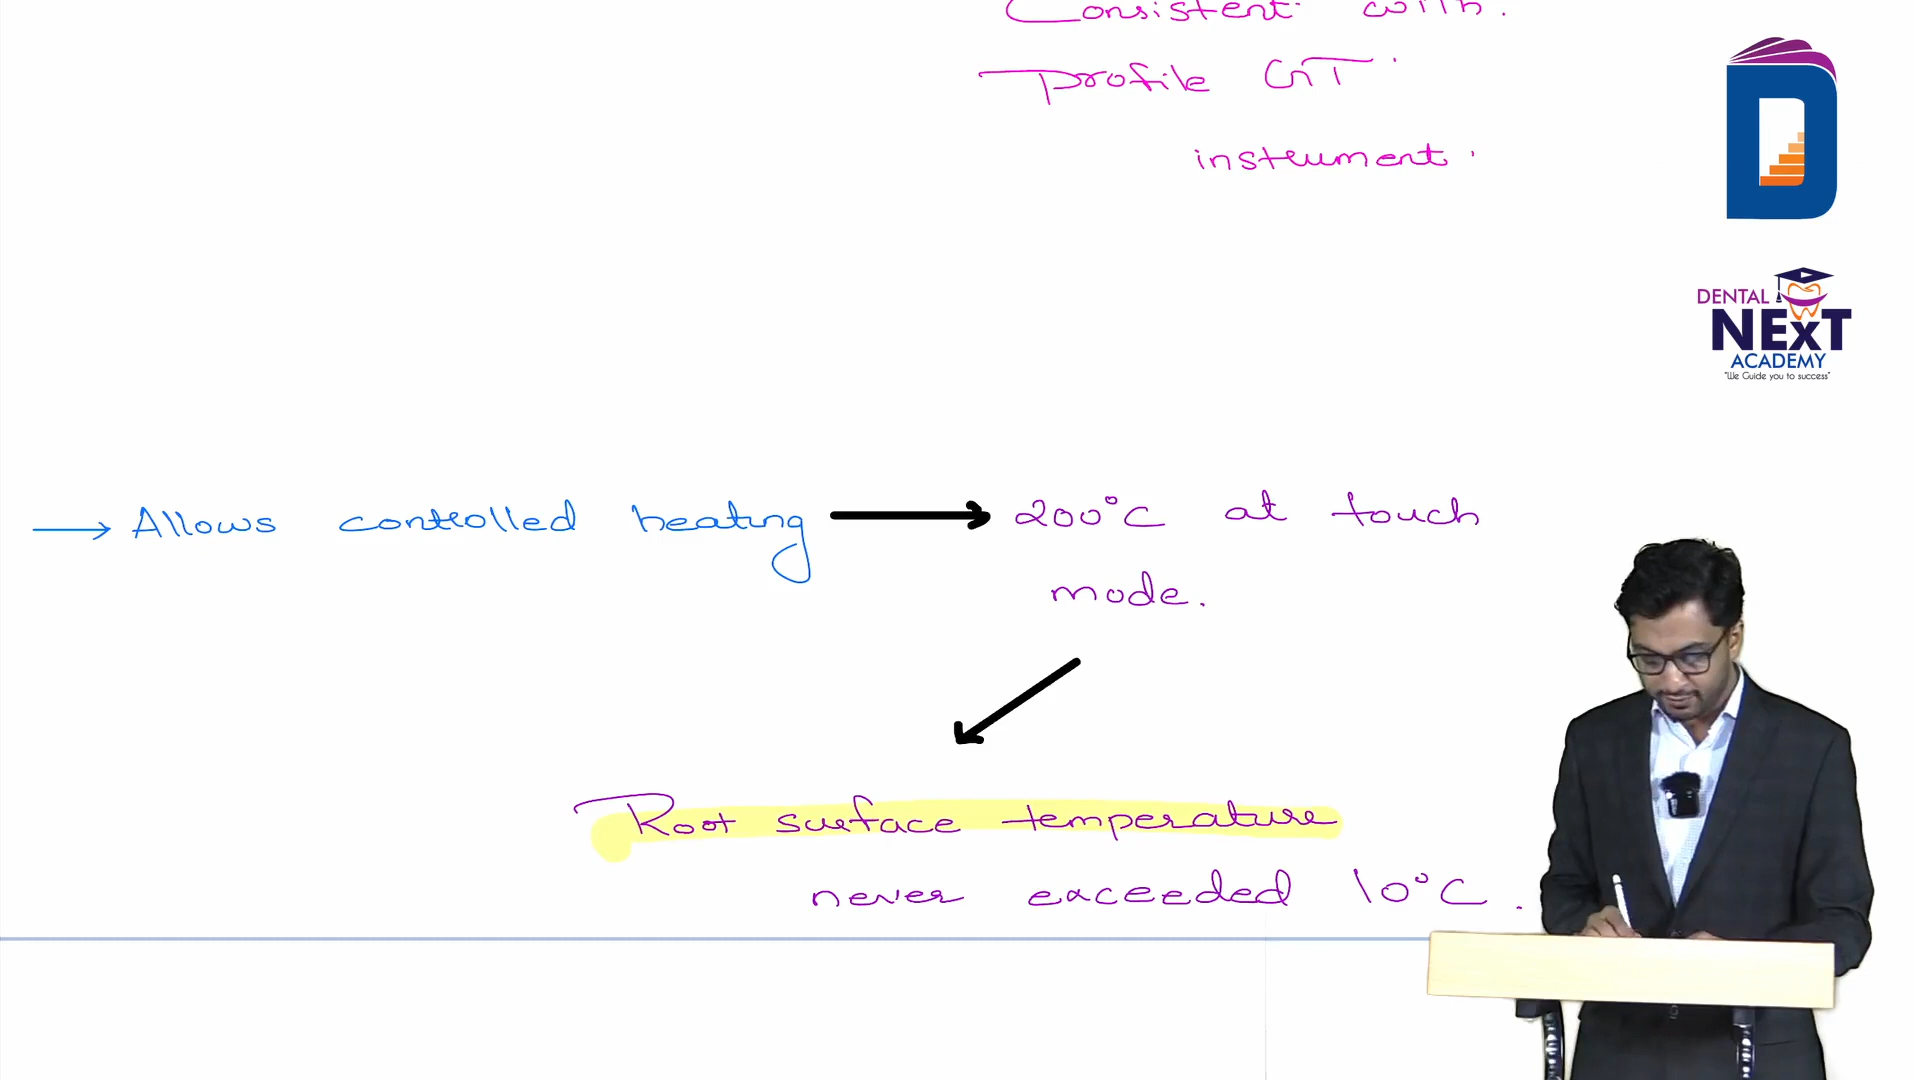 Consistent with.
Profile GT
instrument.
DENTAL
NExT
ACADEMY
"We Guide you to success"
→ Allows controlled heating → 200°C at touch
mode.
Root surface temperature
never exceeded 10°C.